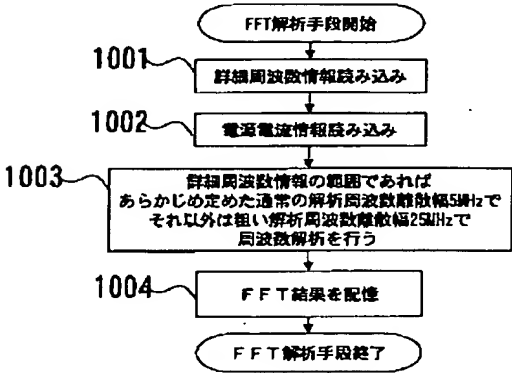 FFT解析手段開始
1001
詳細周波数情報読み込み
1002
電源電流情報読み込み
1003
詳細周波数情報の範囲であれば
あらかじめ定めた通常の解析周波数離散幅5MHzで
それ以外は粗い解析周波数離散幅25MHzで
周波数解析を行う
1004
ＦＦＴ結果を記憶
ＦＦＴ解析手段終了